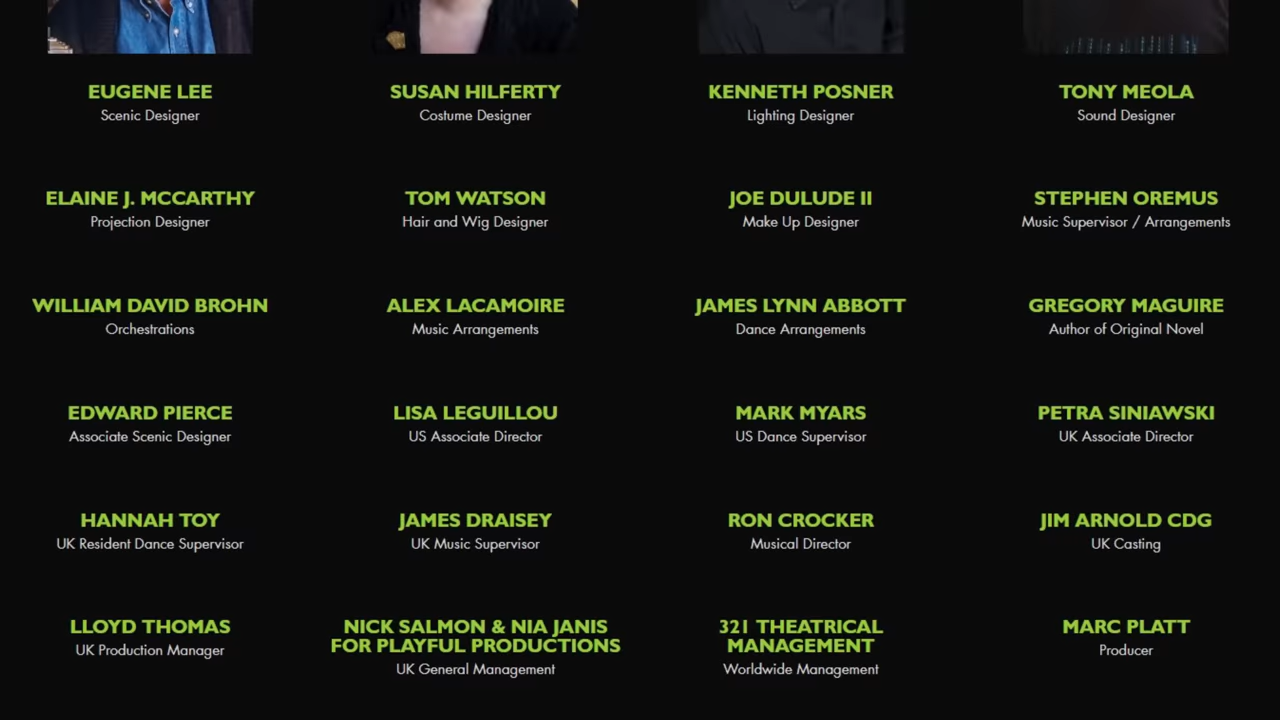 EUGENE LEE
Scenic Designer
SUSAN HILFERTY
Costume Designer
KENNETH POSNER
Lighting Designer
TONY MEOLA
Sound Designer
ELAINE J. MCCARTHY
Projection Designer
TOM WATSON
Hair and Wig Designer
JOE DULUDE II
Make Up Designer
STEPHEN OREMUS
Music Supervisor / Arrangements
WILLIAM DAVID BROHN
Orchestrations
ALEX LACAMOIRE
Music Arrangements
JAMES LYNN ABBOTT
Dance Arrangements
GREGORY MAGUIRE
Author of Original Novel
EDWARD PIERCE
Associate Scenic Designer
LISA LEGUILLOU
US Associate Director
MARK MYARS
US Dance Supervisor
PETRA SINIAWSKI
UK Associate Director
HANNAH TOY
UK Resident Dance Supervisor
JAMES DRAISEY
UK Music Supervisor
RON CROCKER
Musical Director
JIM ARNOLD CDG
UK Casting
LLOYD THOMAS
UK Production Manager
NICK SALMON & NIA JANIS
FOR PLAYFUL PRODUCTIONS
UK General Management
321 THEATRICAL
MANAGEMENT
Worldwide Management
MARC PLATT
Producer